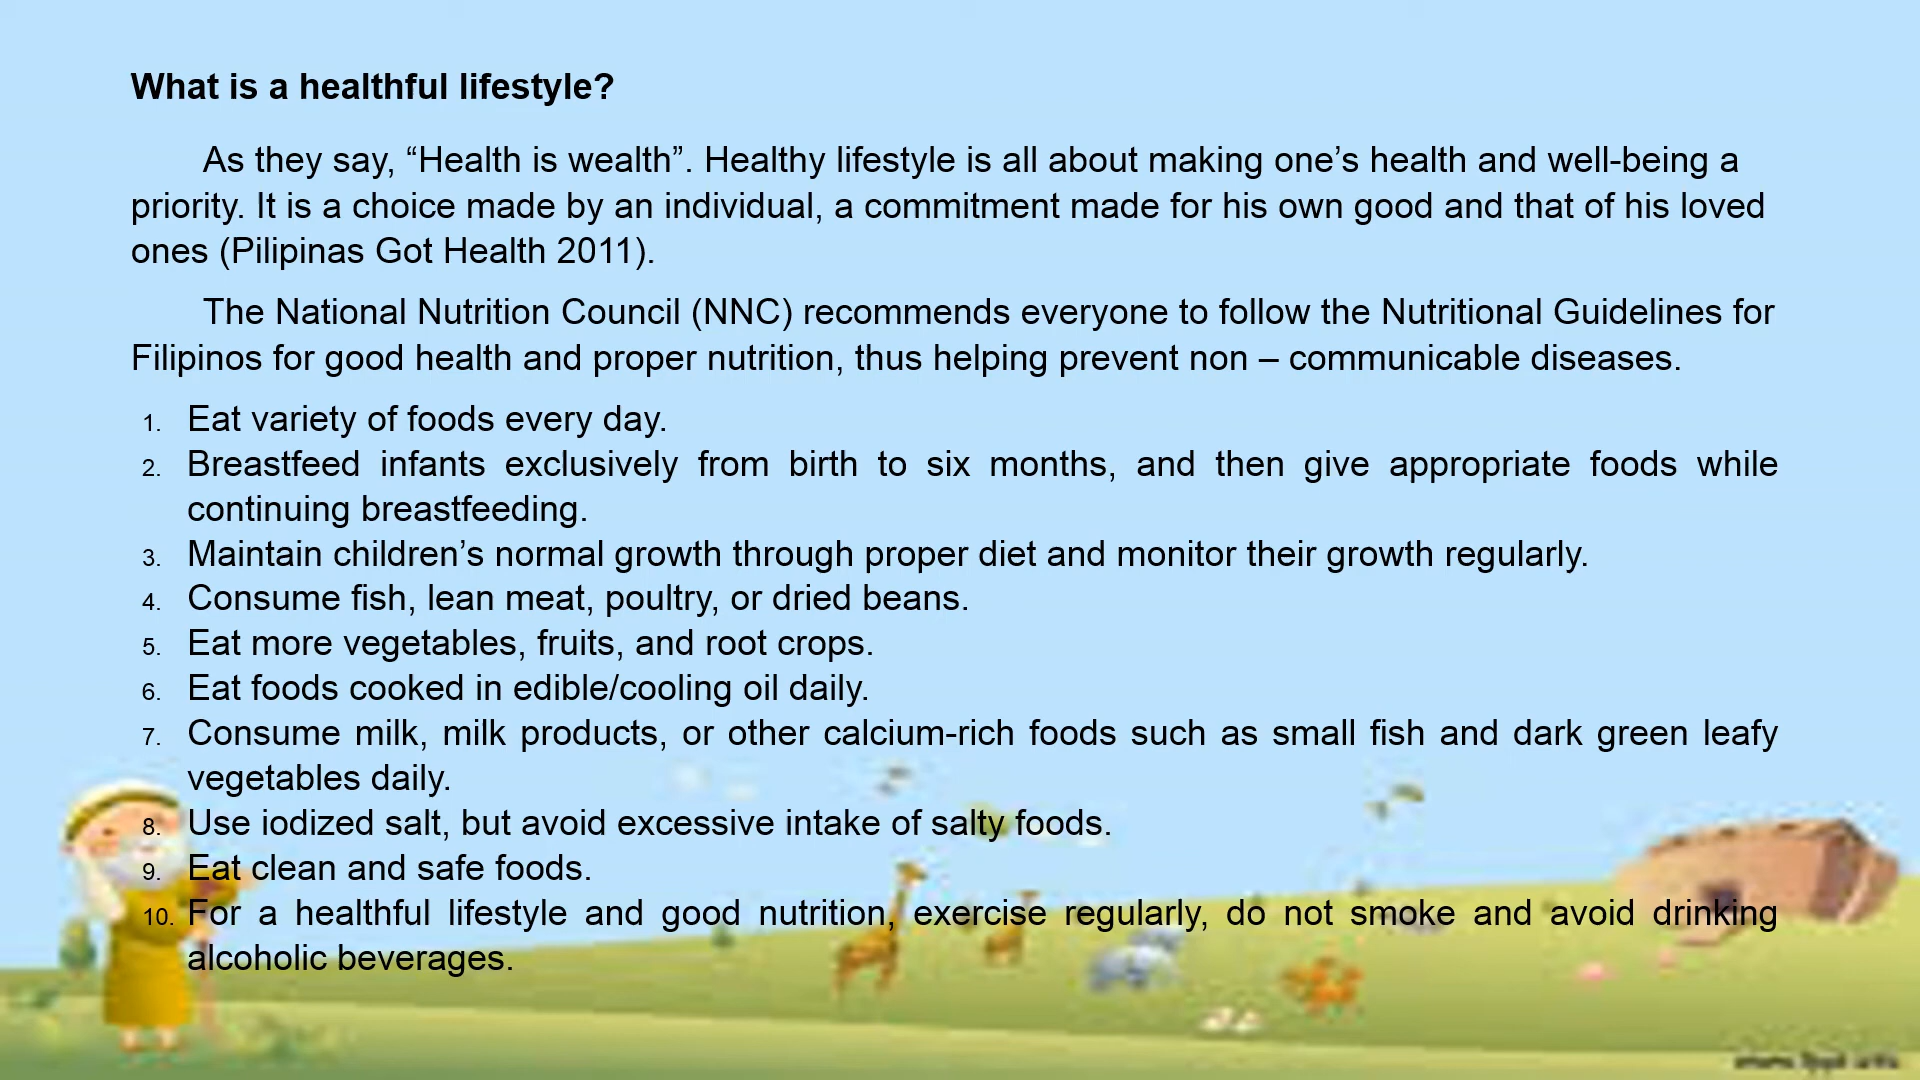 What is a healthful lifestyle?
As they say, “Health is wealth”. Healthy lifestyle is all about making one’s health and well-being a
priority. It is a choice made by an individual, a commitment made for his own good and that of his loved
ones (Pilipinas Got Health 2011).
The National Nutrition Council (NNC) recommends everyone to follow the Nutritional Guidelines for
Filipinos for good health and proper nutrition, thus helping prevent non – communicable diseases.
1. Eat variety of foods every day.
2. Breastfeed infants exclusively from birth to six months, and then give appropriate foods while
continuing breastfeeding.
3. Maintain children’s normal growth through proper diet and monitor their growth regularly.
4. Consume fish, lean meat, poultry, or dried beans.
5. Eat more vegetables, fruits, and root crops.
6. Eat foods cooked in edible/cooling oil daily.
7. Consume milk, milk products, or other calcium-rich foods such as small fish and dark green leafy
vegetables daily.
8. Use iodized salt, but avoid excessive intake of salty foods.
9. Eat clean and safe foods.
10. For a healthful lifestyle and good nutrition, exercise regularly, do not smoke and avoid drinking
alcoholic beverages.